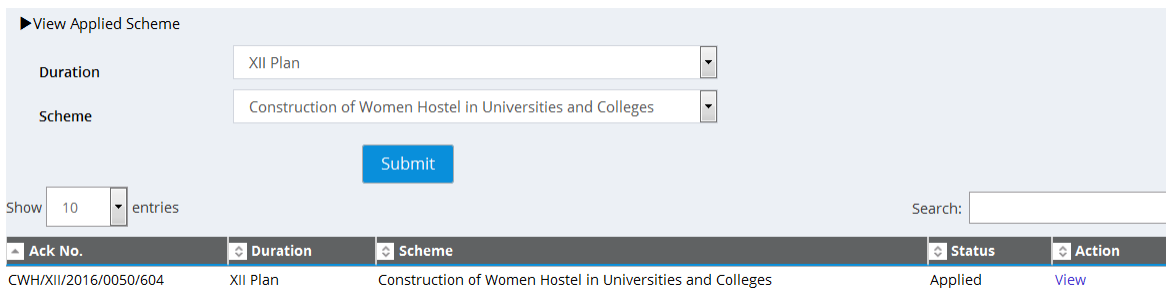 ▶View Applied Scheme
Duration XII Plan
Scheme Construction of Women Hostel in Universities and Colleges
Submit
Show 10 entries Search:
Ack No. Duration Scheme Status Action
CWH/XII/2016/0050/604 XII Plan Construction of Women Hostel in Universities and Colleges Applied View